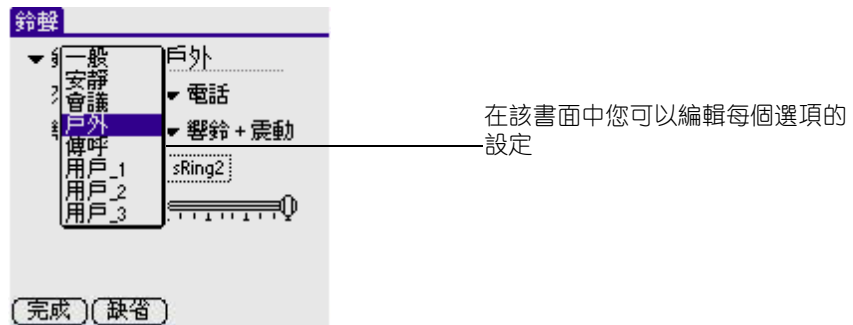 鈴聲
一般
戶外
安靜
電話
會議
戶外
響鈴+震動
傳呼
用戶_1
sRing2
用戶_2
用戶_3
完成
缺省
在該書面中您可以編輯每個選項的
設定